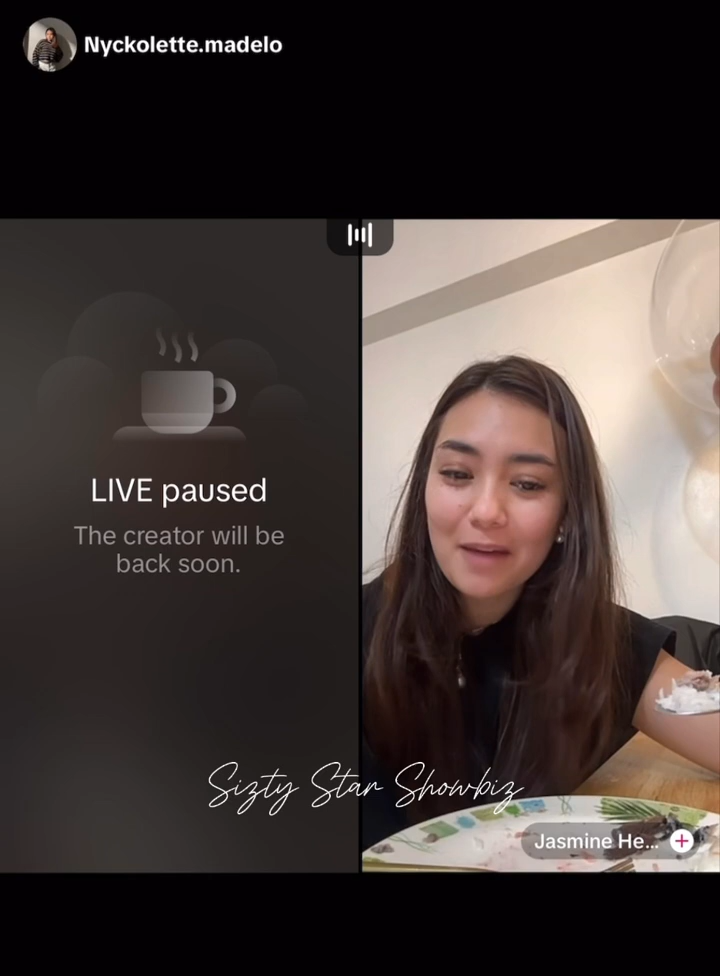 Nyckolette.madelo
LIVE paused
The creator will be
back soon.
Sizty Star Showbiz
Jasmine He...